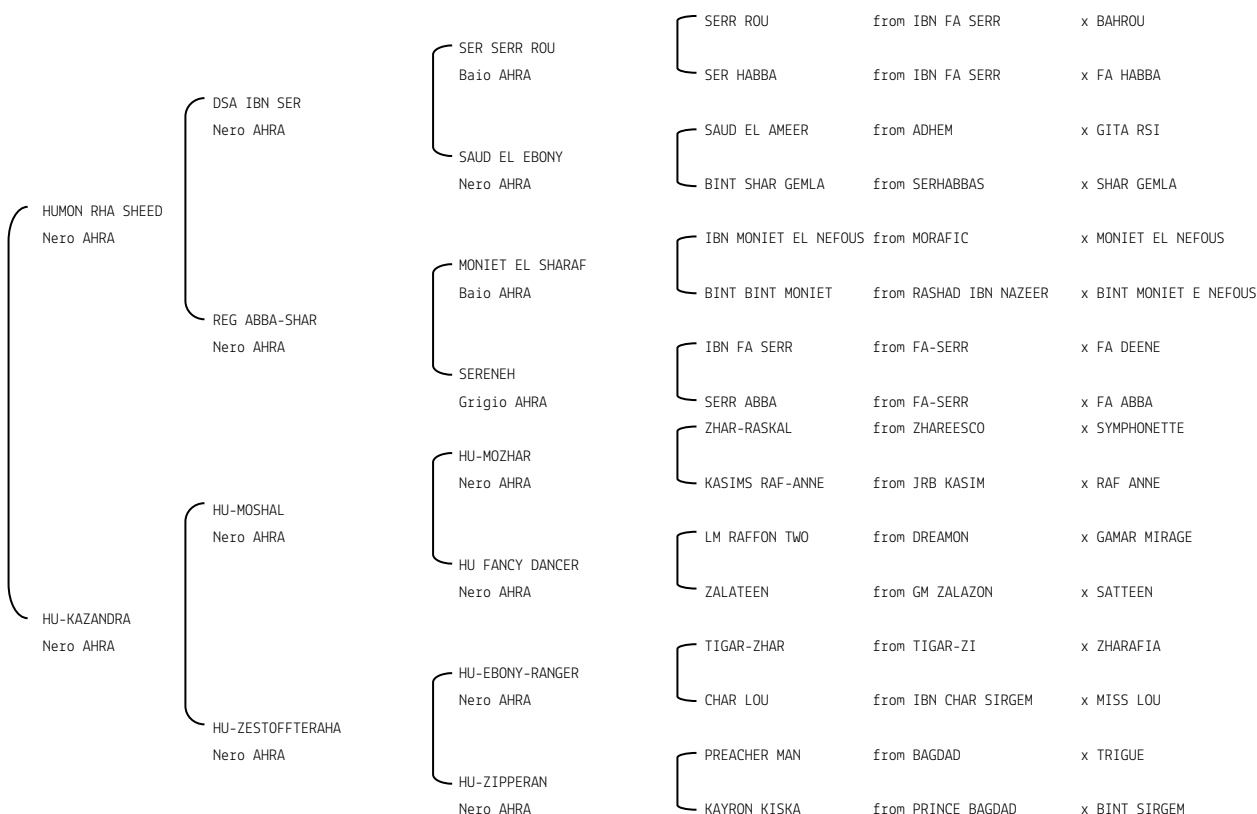 SERR ROU from IBN FA SERR x BAHROU
SER SERR ROU
Baio AHRA SER HABBA from IBN FA SERR x FA HABBA
DSA IBN SER
Nero AHRA SAUD EL AMEER from ADHEM x GITA RSI
SAUD EL EBONY
Nero AHRA BINT SHAR GEMLA from SERHABBAS x SHAR GEMLA
HUMON RHA SHEED
Nero AHRA IBN MONIET EL NEFOUS from MORAFIC x MONIET EL NEFOUS
MONIET EL SHARAF
Baio AHRA BINT BINT MONIET from RASHAD IBN NAZEER x BINT MONIET E NEFOUS
REG ABBA-SHAR
Nero AHRA IBN FA SERR from FA-SERR x FA DEENE
SERENEH
Grigio AHRA SERR ABBA from FA-SERR x FA ABBA
ZHAR-RASKAL from ZHAREESCO x SYMPHONETTE
HU-MOZHAR
Nero AHRA KASIMS RAF-ANNE from JRB KASIM x RAF ANNE
HU-MOSHAL
Nero AHRA LM RAFFON TWO from DREAMON x GAMAR MIRAGE
HU FANCY DANCER
Nero AHRA ZALATEEN from GM ZALAZON x SATTEEN
HU-KAZANDRA
Nero AHRA TIGAR-ZHAR from TIGAR-ZI x ZHARAFIA
HU-EBONY-RANGER
Nero AHRA CHAR LOU from IBN CHAR SIRGEM x MISS LOU
HU-ZESTOFFTERAHA
Nero AHRA PREACHER MAN from BAGDAD x TRIGUE
HU-ZIPPERAN
Nero AHRA KAYRON KISKA from PRINCE BAGDAD x BINT SIRGEM